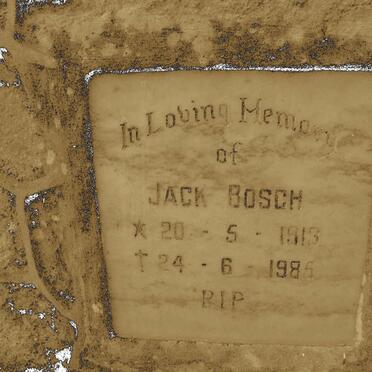 In Loving Memory
of
JACK BOSCH
* 20 - 5 - 1913
† 24 - 6 - 1985
RIP